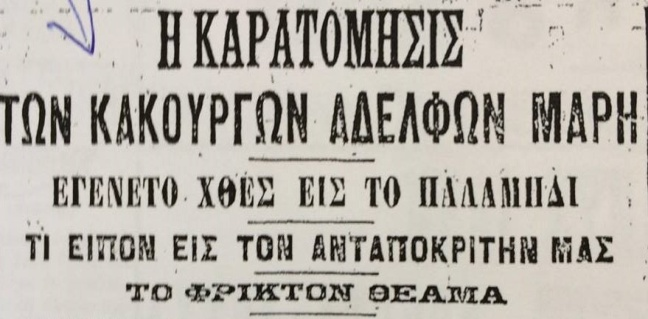 Η ΚΑΡΑΤΟΜΗΣΙΣ
ΤΩΝ ΚΑΚΟΥΡΓΩΝ ΑΔΕΛΦΩΝ ΜΑΡΗ
ΕΓΕΝΕΤΟ ΧΘΕΣ ΕΙΣ ΤΟ ΠΑΛΑΜΗΔΙ
ΤΙ ΕΙΠΟΝ ΕΙΣ ΤΟΝ ΑΝΤΑΠΟΚΡΙΤΗΝ ΜΑΣ
ΤΟ ΦΡΙΚΤΟΝ ΘΕΑΜΑ